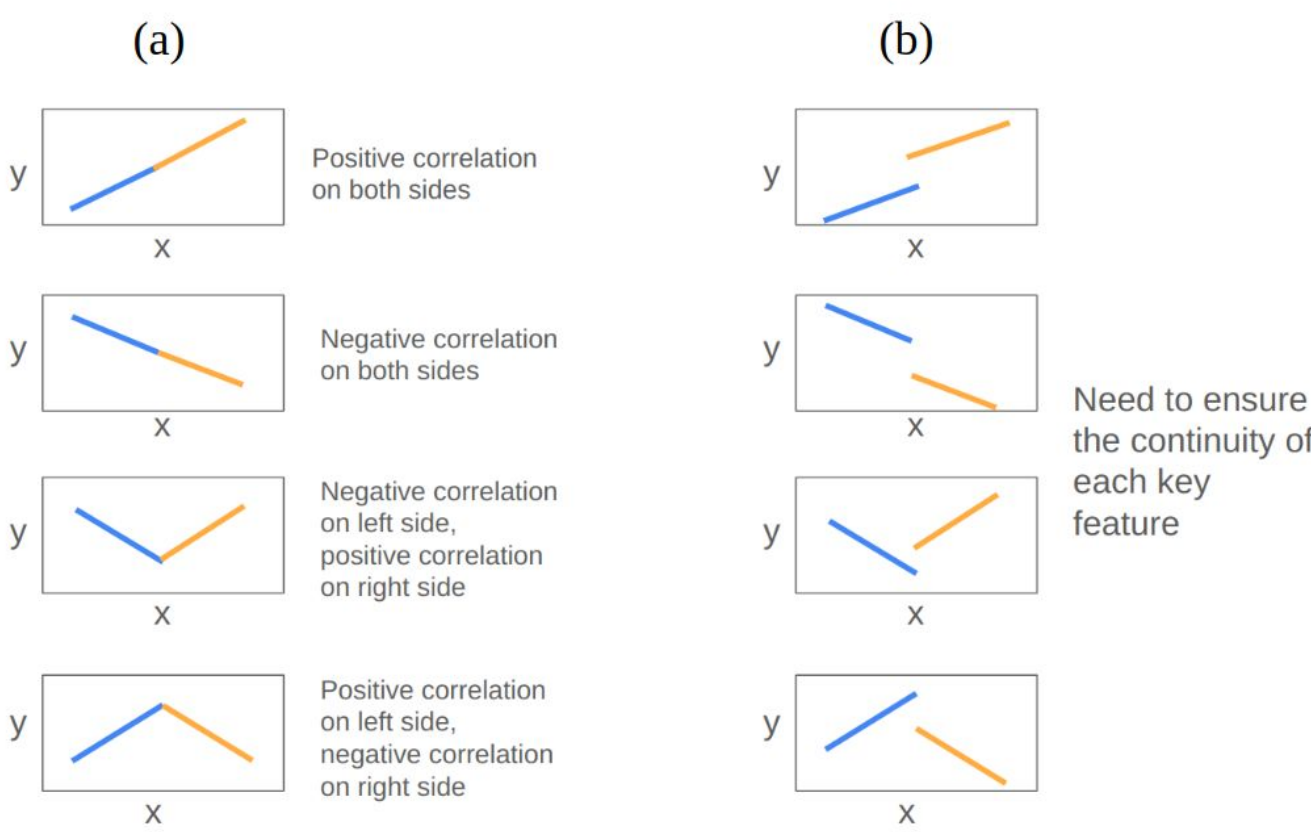 (a)
(b)
y
x
Positive correlation
on both sides
y
x
y
x
Negative correlation
on both sides
y
x
Need to ensure
the continuity of
each key
feature
y
x
Negative correlation
on left side,
positive correlation
on right side
y
x
y
x
Positive correlation
on left side,
negative correlation
on right side
y
x